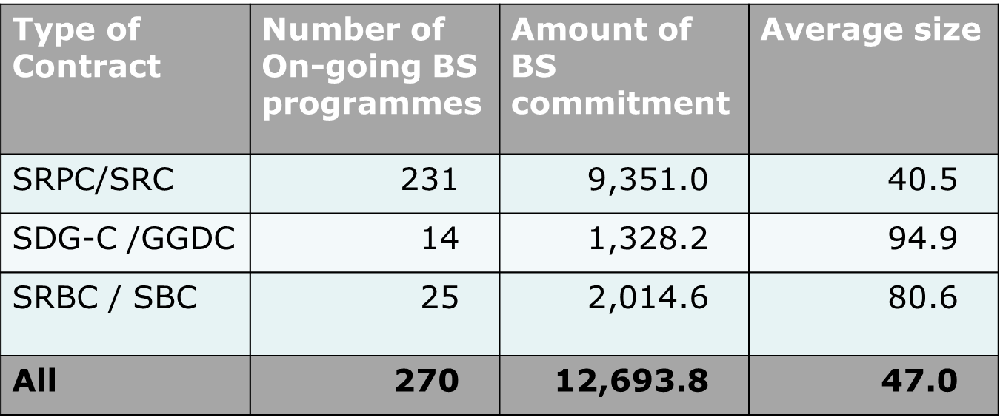 Type of Contract Number of On-going BS programmes Amount of BS commitment Average size
SRPC/SRC 231 9,351.0 40.5
SDG-C /GGDC 14 1,328.2 94.9
SRBC / SBC 25 2,014.6 80.6
All 270 12,693.8 47.0